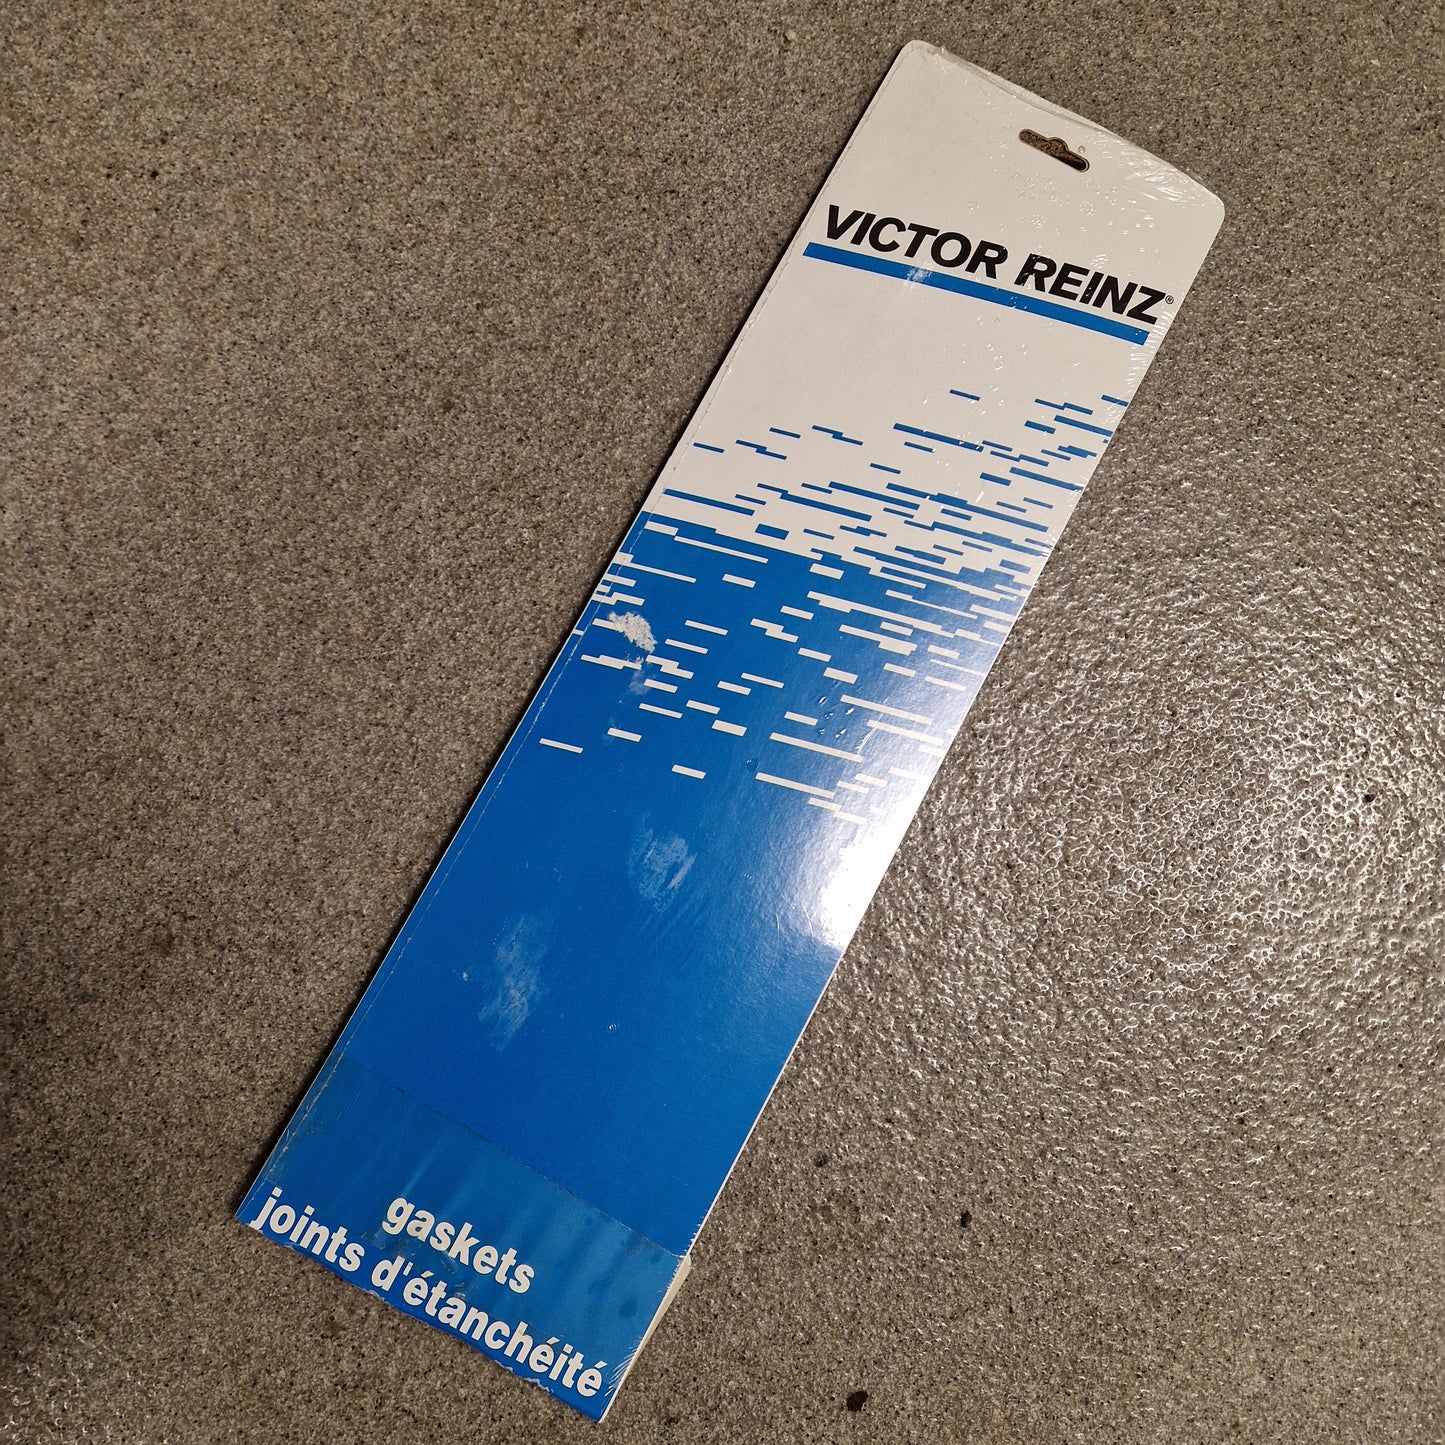 VICTOR REINZ®
gaskets
joints d'étanchéité